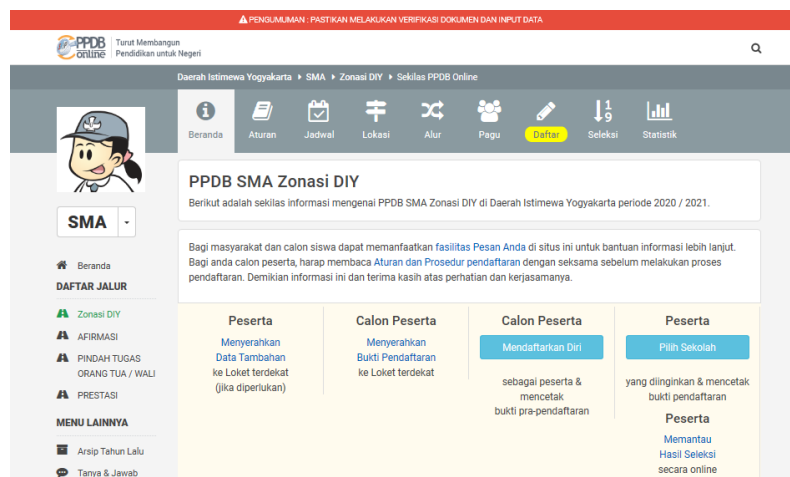 PENGUMUMAN : PASTIKAN MELAKUKAN VERIFIKASI DOKUMEN DAN INPUT DATA
PPDB online
Turut Membangun
Pendidikan untuk Negeri
Daerah Istimewa Yogyakarta SMA Zonasi DIY Sekilas PPDB Online
Beranda Aturan Jadwal Lokasi Alur Pagu Daftar Seleksi Statistik
SMA
Beranda
DAFTAR JALUR
Zonasi DIY
AFIRMASI
PINDAH TUGAS
ORANG TUA / WALI
PRESTASI
MENU LAINNYA
Arsip Tahun Lalu
Tanya & Jawab
PPDB SMA Zonasi DIY
Berikut adalah sekilas informasi mengenai PPDB SMA Zonasi DIY di Daerah Istimewa Yogyakarta periode 2020 / 2021.
Bagi masyarakat dan calon siswa dapat memanfaatkan fasilitas Pesan Anda di situs ini untuk bantuan informasi lebih lanjut.
Bagi anda calon peserta, harap membaca Aturan dan Prosedur pendaftaran dengan seksama sebelum melakukan proses
pendaftaran. Demikian informasi ini dan terima kasih atas perhatian dan kerjasamanya.
Peserta
Menyerahkan
Data Tambahan
ke Loket terdekat
(jika diperlukan)
Calon Peserta
Menyerahkan
Bukti Pendaftaran
ke Loket terdekat
Calon Peserta
Mendaftarkan Diri
sebagai peserta &
mencetak
bukti pra-pendaftaran
Peserta
Pilih Sekolah
yang diinginkan & mencetak
bukti pendaftaran
Peserta
Memantau
Hasil Seleksi
secara online